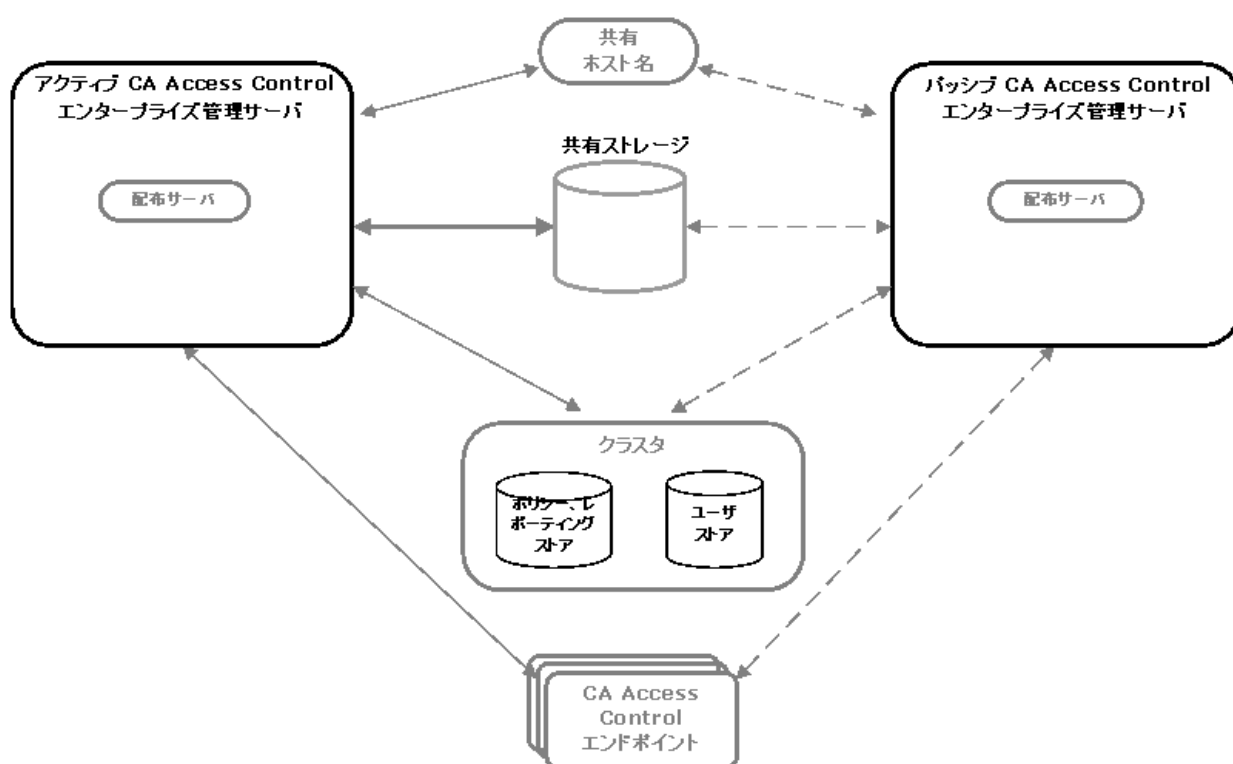 共有
ホスト名
アクティブ CA Access Control
エンタープライズ管理サーバ
パッシブ CA Access Control
エンタープライズ管理サーバ
共有ストレージ
配布サーバ
配布サーバ
クラスタ
ポリシー、レ
ポーティング
ストア
ユーザ
ストア
CA Access
Control
エンドポイント